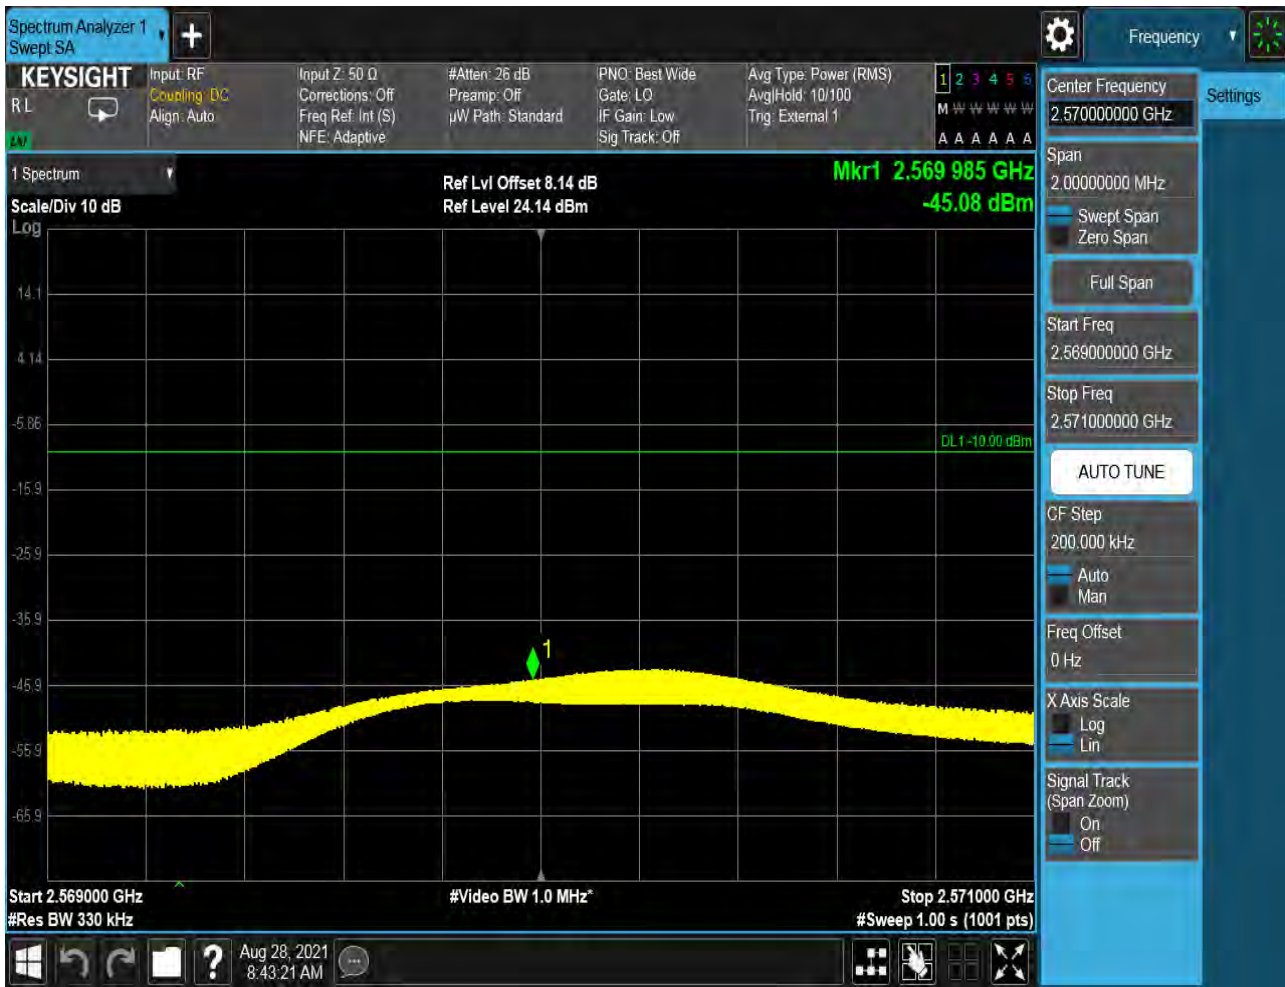 Spectrum Analyzer 1
Swept SA
Frequency
KEYSIGHT
R L
Input: RF
Coupling: DC
Align: Auto
Input Z: 50 Ω
Corrections: Off
Freq Ref: Int (S)
NFE: Adaptive
#Atten: 26 dB
Preamp: Off
µW Path: Standard
PNO: Best Wide
Gate: LO
IF Gain: Low
Sig Track: Off
Avg Type: Power (RMS)
Avg|Hold: 10/100
Trig: External 1
1 2 3 4 5 6
M W W W W W
A A A A A A
1 Spectrum
Scale/Div 10 dB
Log
Ref Lvl Offset 8.14 dB
Ref Level 24.14 dBm
Mkr1 2.569 985 GHz
-45.08 dBm
14.1
4.14
-5.86
DL1 -10.00 dBm
-15.9
-25.9
-35.9
1
-45.9
-55.9
-65.9
Start 2.569000 GHz
#Res BW 330 kHz
#Video BW 1.0 MHz*
Stop 2.571000 GHz
#Sweep 1.00 s (1001 pts)
Aug 28, 2021
8:43:21 AM
?
Center Frequency
2.570000000 GHz
Settings
Span
2.00000000 MHz
Swept Span
Zero Span
Full Span
Start Freq
2.569000000 GHz
Stop Freq
2.571000000 GHz
AUTO TUNE
CF Step
200.000 kHz
Auto
Man
Freq Offset
0 Hz
X Axis Scale
Log
Lin
Signal Track
(Span Zoom)
On
Off